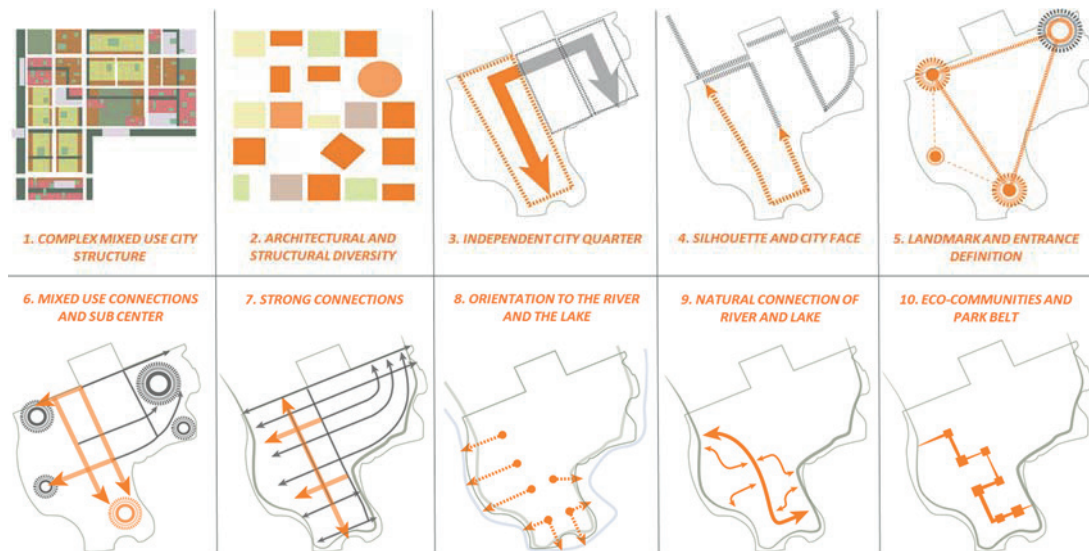 1. COMPLEX MIXED USE CITY
STRUCTURE
2. ARCHITECTURAL AND
STRUCTURAL DIVERSITY
3. INDEPENDENT CITY QUARTER
4. SILHOUETTE AND CITY FACE
5. LANDMARK AND ENTRANCE
DEFINITION
6. MIXED USE CONNECTIONS
AND SUB CENTER
7. STRONG CONNECTIONS
8. ORIENTATION TO THE RIVER
AND THE LAKE
9. NATURAL CONNECTION OF
RIVER AND LAKE
10. ECO-COMMUNITIES AND
PARK BELT